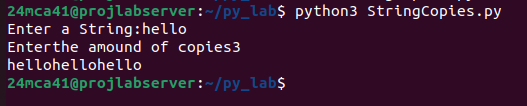 24mca41@projlabserver:~/py_lab$ python3 StringCopies.py
Enter a String:hello
Enterthe amound of copies3
hellohellohello
24mca41@projlabserver:~/py_lab$